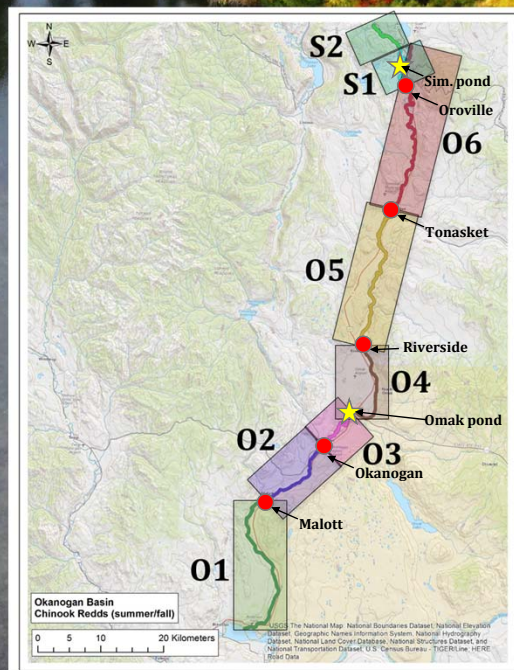 N
W E
S
S2
S1
Sim. pond
Oroville
O6
Tonasket
O5
Riverside
O4
Omak pond
O2
O3
Okanogan
Malott
O1
Okanogan Basin
Chinook Redds (summer/fall)
0 5 10 20 Kilometers
USGS The National Map: National Boundaries Dataset, National Elevation
Dataset, Geographic Names Information System, National Hydrography
Dataset, National Land Cover Database, National Structures Dataset, and
National Transportation Dataset; U.S. Census Bureau - TIGER/Line; HERE
Road Data